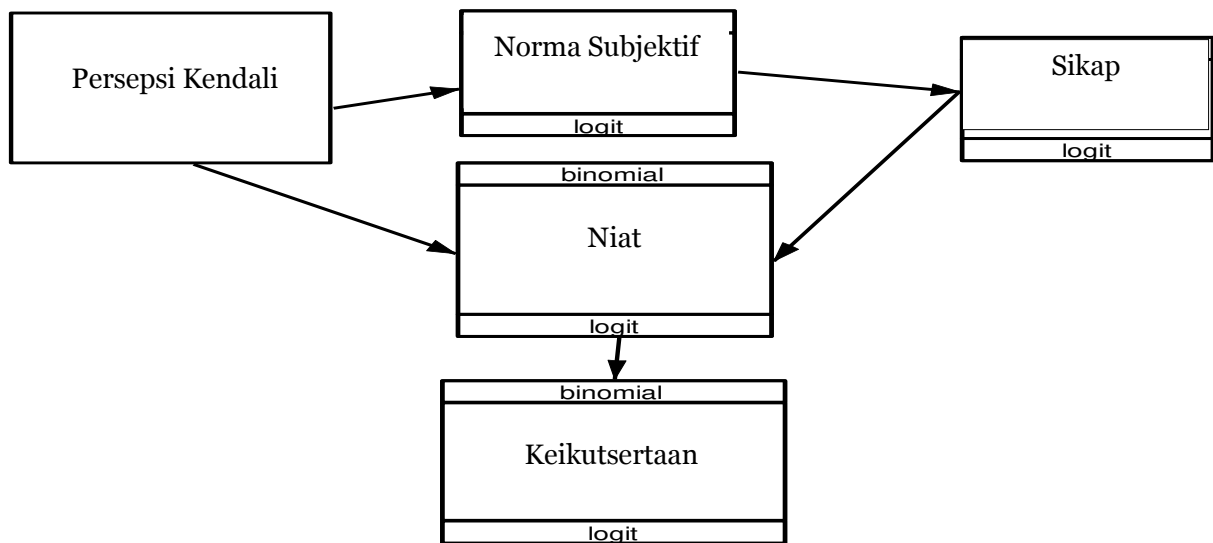 Persepsi Kendali
Norma Subjektif
logit
Sikap
logit
binomial
Niat
logit
binomial
Keikutsertaan
logit